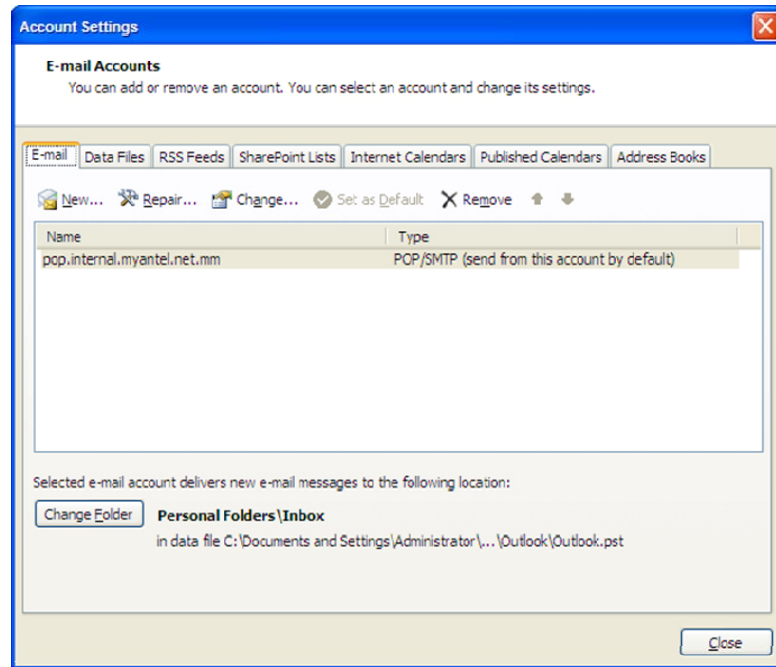 Account Settings
E-mail Accounts
You can add or remove an account. You can select an account and change its settings.
E-mail Data Files RSS Feeds SharePoint Lists Internet Calendars Published Calendars Address Books
New... Repair... Change... Set as Default Remove
Name Type
pop.internal.myantel.net.mm POP/SMTP (send from this account by default)
Selected e-mail account delivers new e-mail messages to the following location:
Change Folder Personal Folders\Inbox
in data file C:\Documents and Settings\Administrator\...\Outlook\Outlook.pst
Close